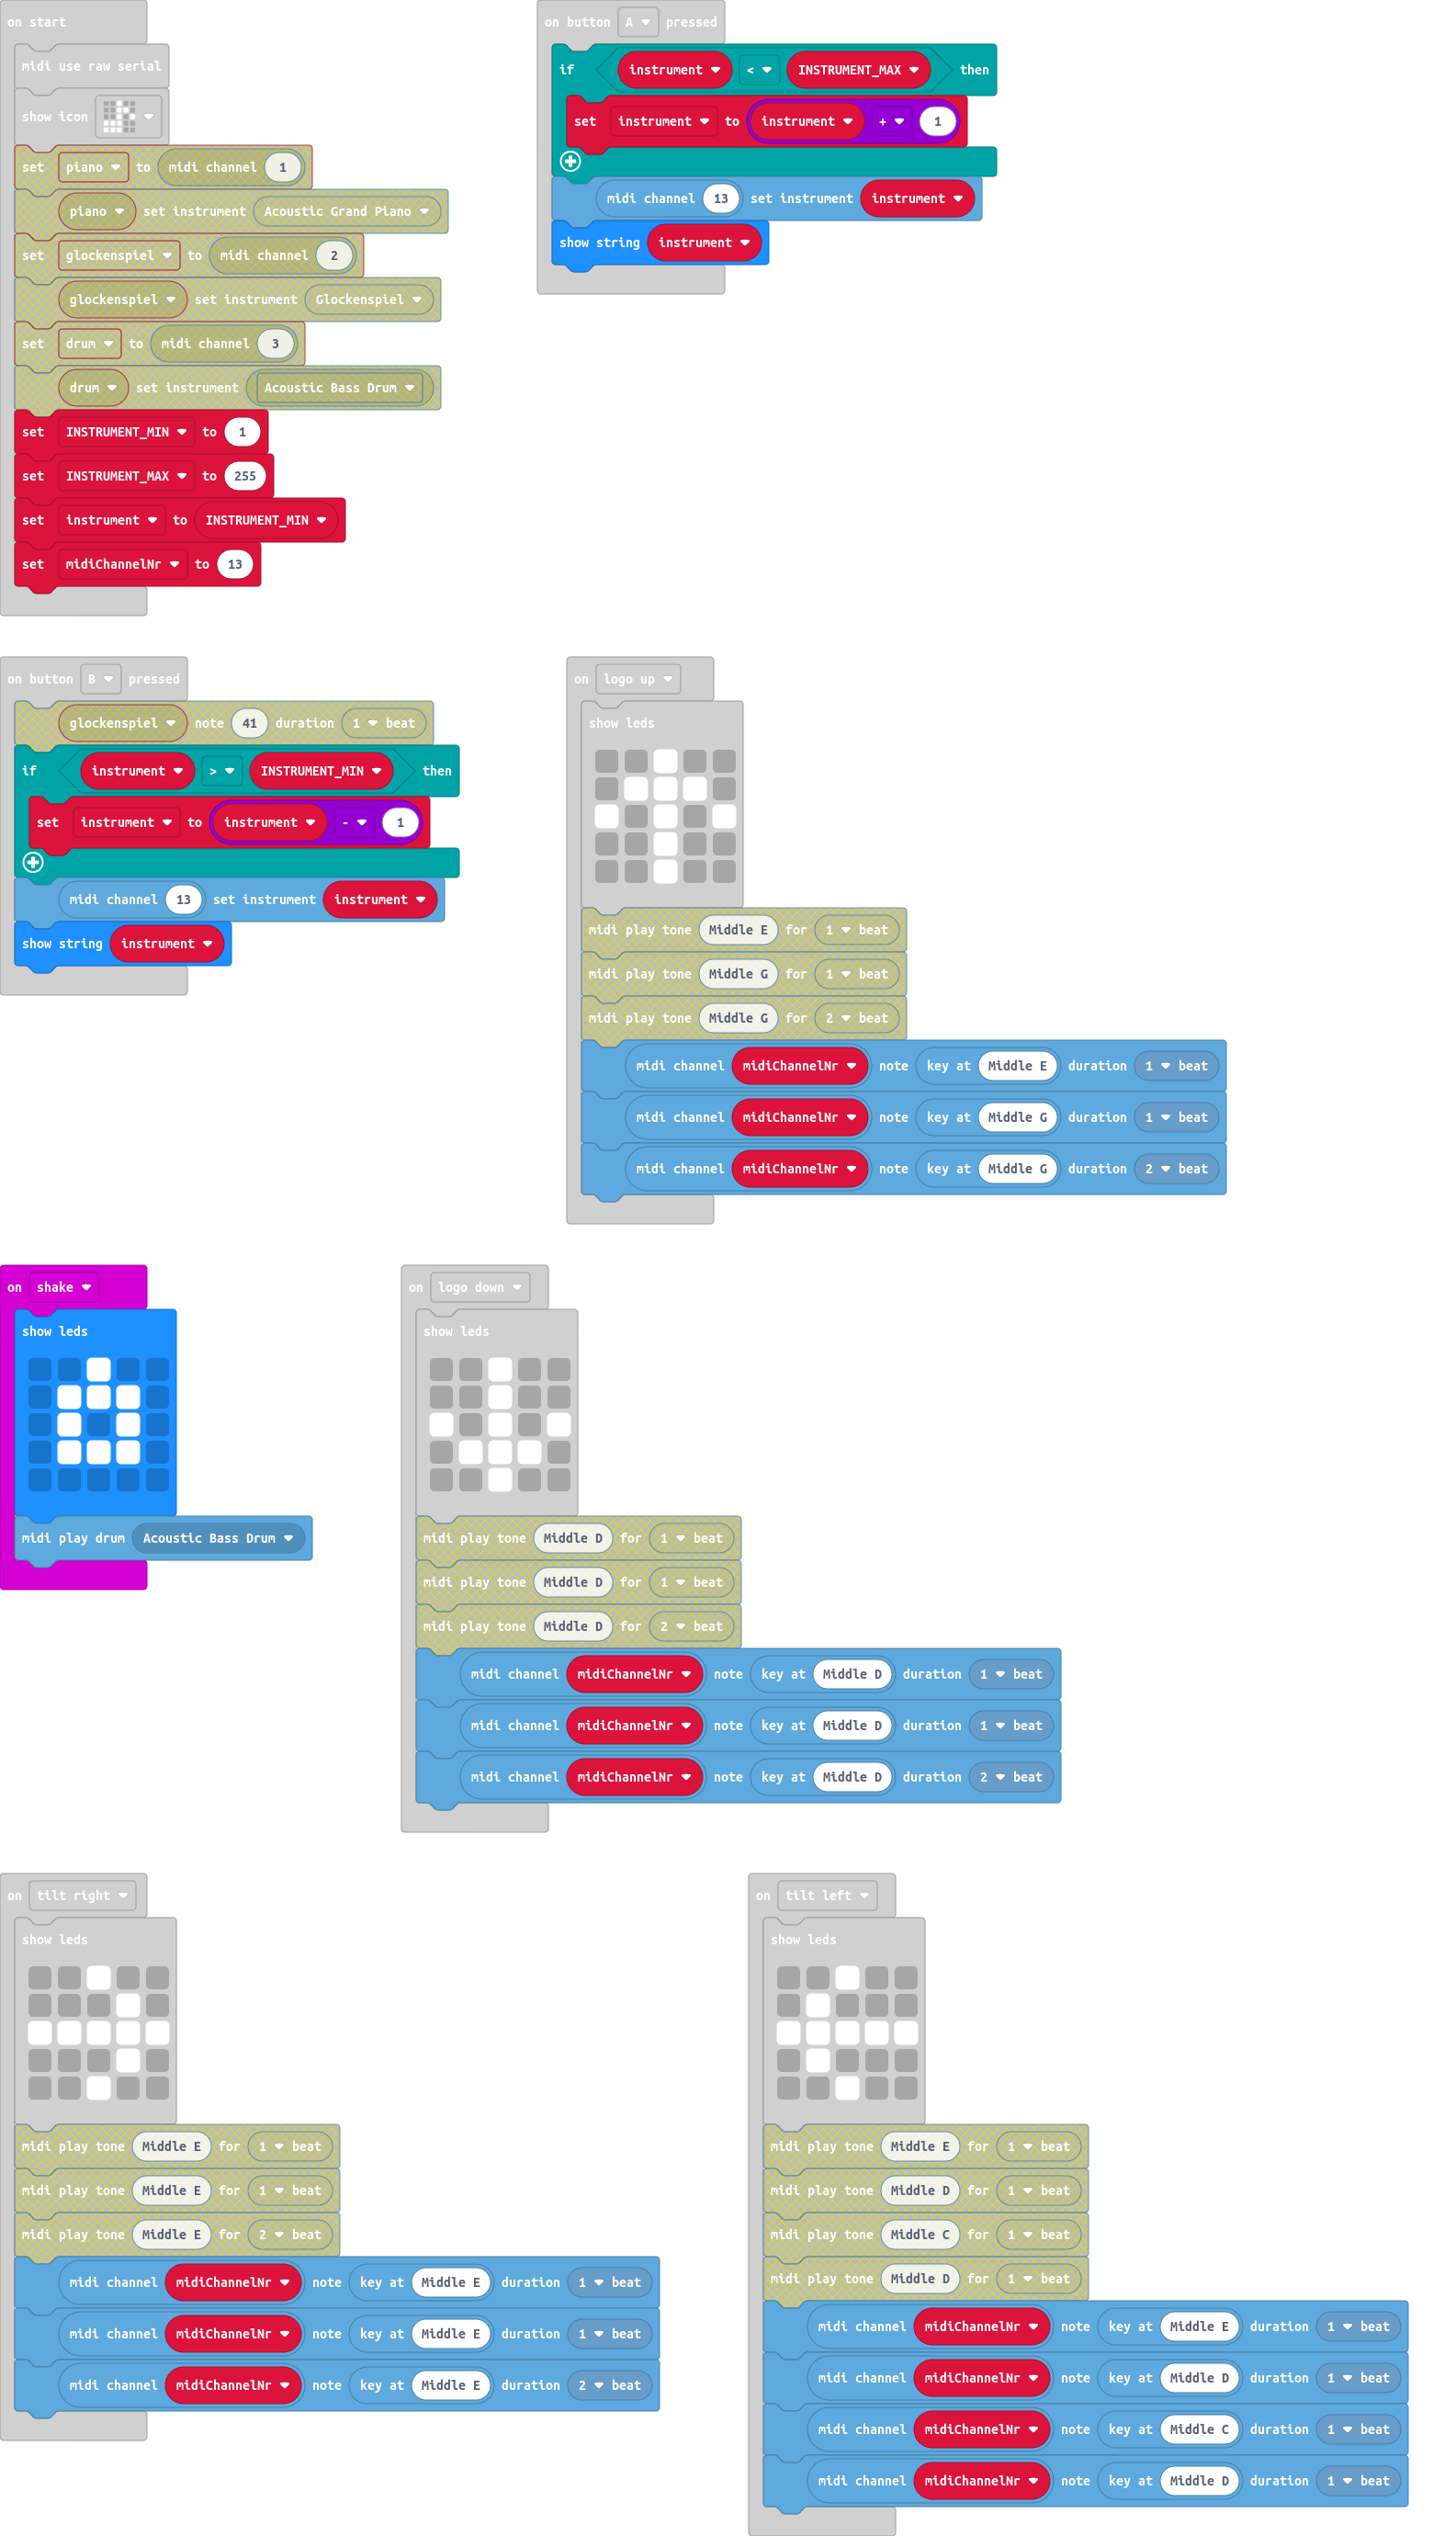 on start
midi use raw serial
show icon
set piano to midi channel 1
piano set instrument Acoustic Grand Piano
set glockenspiel to midi channel 2
glockenspiel set instrument Glockenspiel
set drum to midi channel 3
drum set instrument Acoustic Bass Drum
set INSTRUMENT_MIN to 1
set INSTRUMENT_MAX to 255
set instrument to INSTRUMENT_MIN
set midiChannelNr to 13
on button A pressed
if instrument < INSTRUMENT_MAX then
set instrument to instrument + 1
midi channel 13 set instrument instrument
show string instrument
on button B pressed
glockenspiel note 41 duration 1 beat
if instrument > INSTRUMENT_MIN then
set instrument to instrument - 1
midi channel 13 set instrument instrument
show string instrument
on logo up
show leds
midi play tone Middle E for 1 beat
midi play tone Middle G for 1 beat
midi play tone Middle G for 2 beat
midi channel midiChannelNr note key at Middle E duration 1 beat
midi channel midiChannelNr note key at Middle G duration 1 beat
midi channel midiChannelNr note key at Middle G duration 2 beat
on shake
show leds
midi play drum Acoustic Bass Drum
on logo down
show leds
midi play tone Middle D for 1 beat
midi play tone Middle D for 1 beat
midi play tone Middle D for 2 beat
midi channel midiChannelNr note key at Middle D duration 1 beat
midi channel midiChannelNr note key at Middle D duration 1 beat
midi channel midiChannelNr note key at Middle D duration 2 beat
on tilt right
show leds
midi play tone Middle E for 1 beat
midi play tone Middle E for 1 beat
midi play tone Middle E for 2 beat
midi channel midiChannelNr note key at Middle E duration 1 beat
midi channel midiChannelNr note key at Middle E duration 1 beat
midi channel midiChannelNr note key at Middle E duration 2 beat
on tilt left
show leds
midi play tone Middle E for 1 beat
midi play tone Middle D for 1 beat
midi play tone Middle C for 1 beat
midi play tone Middle D for 1 beat
midi channel midiChannelNr note key at Middle E duration 1 beat
midi channel midiChannelNr note key at Middle D duration 1 beat
midi channel midiChannelNr note key at Middle C duration 1 beat
midi channel midiChannelNr note key at Middle D duration 1 beat